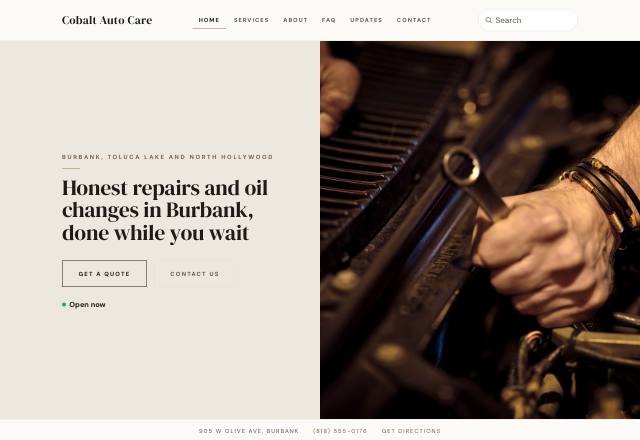 Cobalt Auto Care
HOME SERVICES ABOUT FAQ UPDATES CONTACT
Search
BURBANK, TOLUCA LAKE AND NORTH HOLLYWOOD
Honest repairs and oil
changes in Burbank,
done while you wait
GET A QUOTE CONTACT US
Open now
905 W OLIVE AVE, BURBANK (818) 555-0176 GET DIRECTIONS